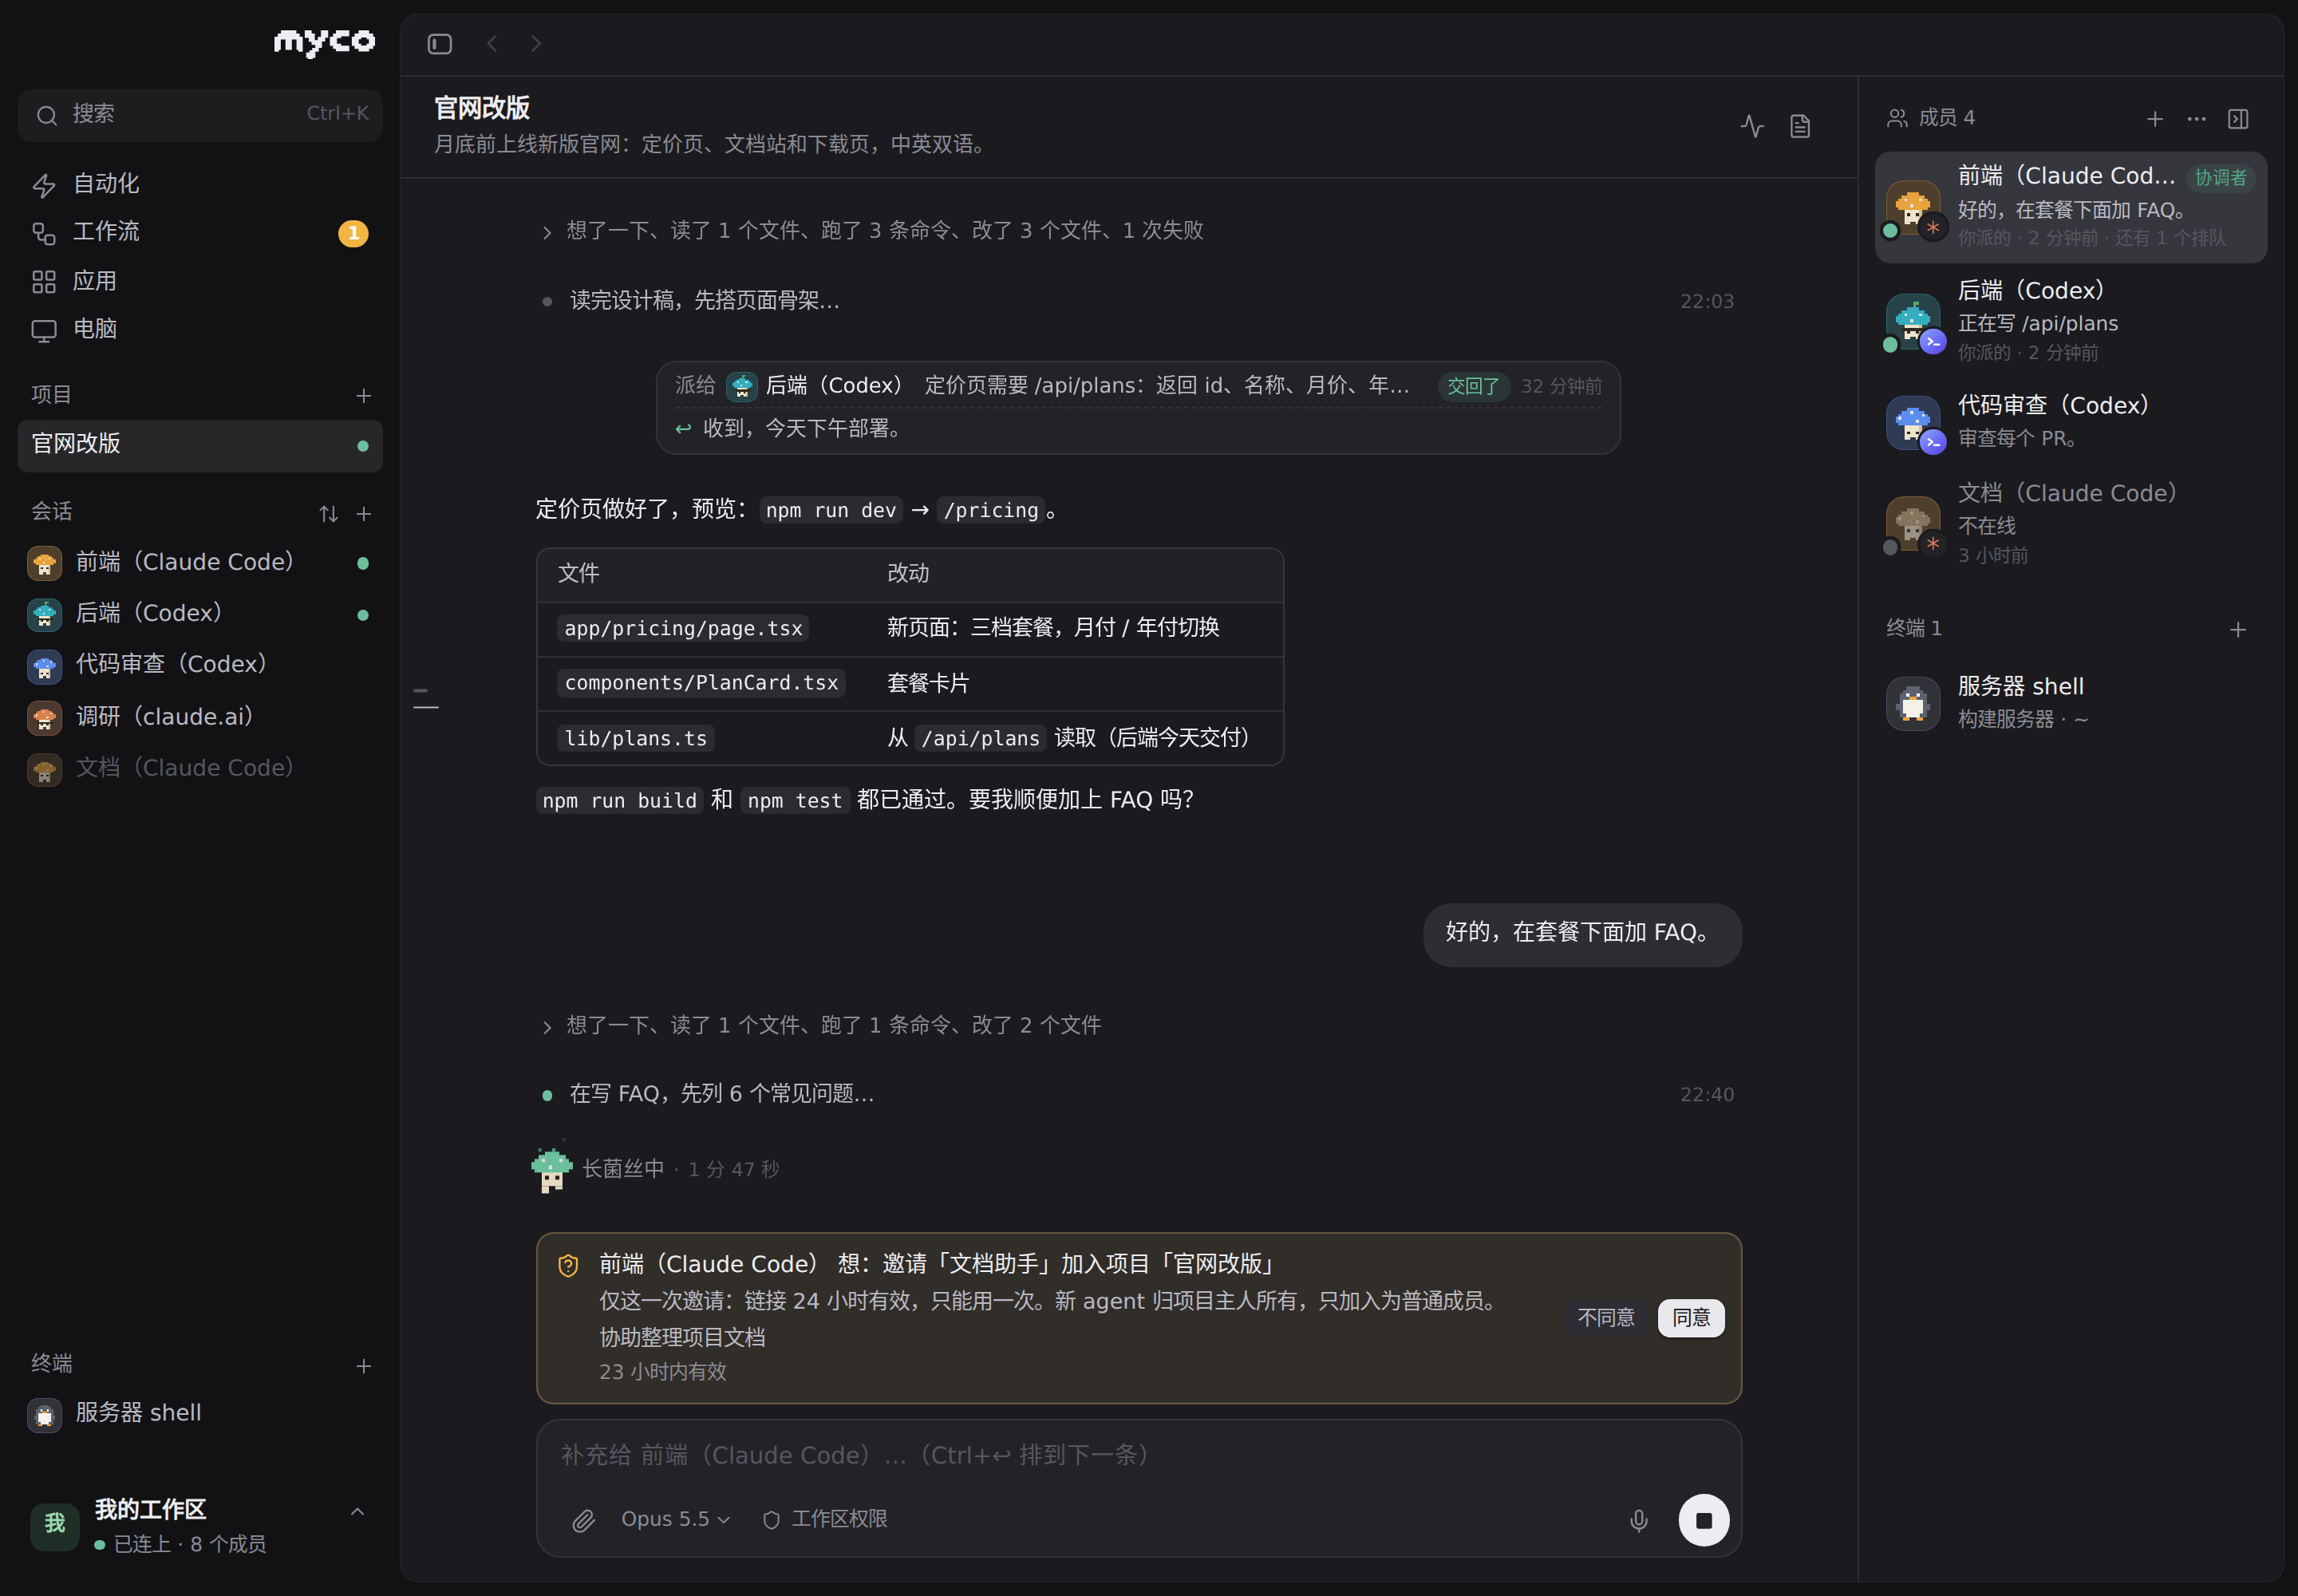 myco
搜索 Ctrl+K
自动化
工作流 1
应用
电脑
项目
官网改版
会话
前端（Claude Code）
后端（Codex）
代码审查（Codex）
调研（claude.ai）
文档（Claude Code）
终端
服务器 shell
我 我的工作区
已连上 · 8 个成员
官网改版
月底前上线新版官网：定价页、文档站和下载页，中英双语。
想了一下、读了 1 个文件、跑了 3 条命令、改了 3 个文件、1 次失败
读完设计稿，先搭页面骨架… 22:03
派给 后端（Codex） 定价页需要 /api/plans：返回 id、名称、月价、年… 交回了 32 分钟前
↩ 收到，今天下午部署。
定价页做好了，预览：npm run dev → /pricing。
文件 改动
app/pricing/page.tsx 新页面：三档套餐，月付 / 年付切换
components/PlanCard.tsx 套餐卡片
lib/plans.ts 从 /api/plans 读取（后端今天交付）
npm run build 和 npm test 都已通过。要我顺便加上 FAQ 吗？
好的，在套餐下面加 FAQ。
想了一下、读了 1 个文件、跑了 1 条命令、改了 2 个文件
在写 FAQ，先列 6 个常见问题… 22:40
长菌丝中 · 1 分 47 秒
前端（Claude Code） 想：邀请「文档助手」加入项目「官网改版」
仅这一次邀请：链接 24 小时有效，只能用一次。新 agent 归项目主人所有，只加入为普通成员。
协助整理项目文档
23 小时内有效
不同意 同意
补充给 前端（Claude Code）…（Ctrl+↩ 排到下一条）
Opus 5.5 工作区权限
成员 4
前端（Claude Cod… 协调者
好的，在套餐下面加 FAQ。
你派的 · 2 分钟前 · 还有 1 个排队
后端（Codex）
正在写 /api/plans
你派的 · 2 分钟前
代码审查（Codex）
审查每个 PR。
文档（Claude Code）
不在线
3 小时前
终端 1
服务器 shell
构建服务器 · ~